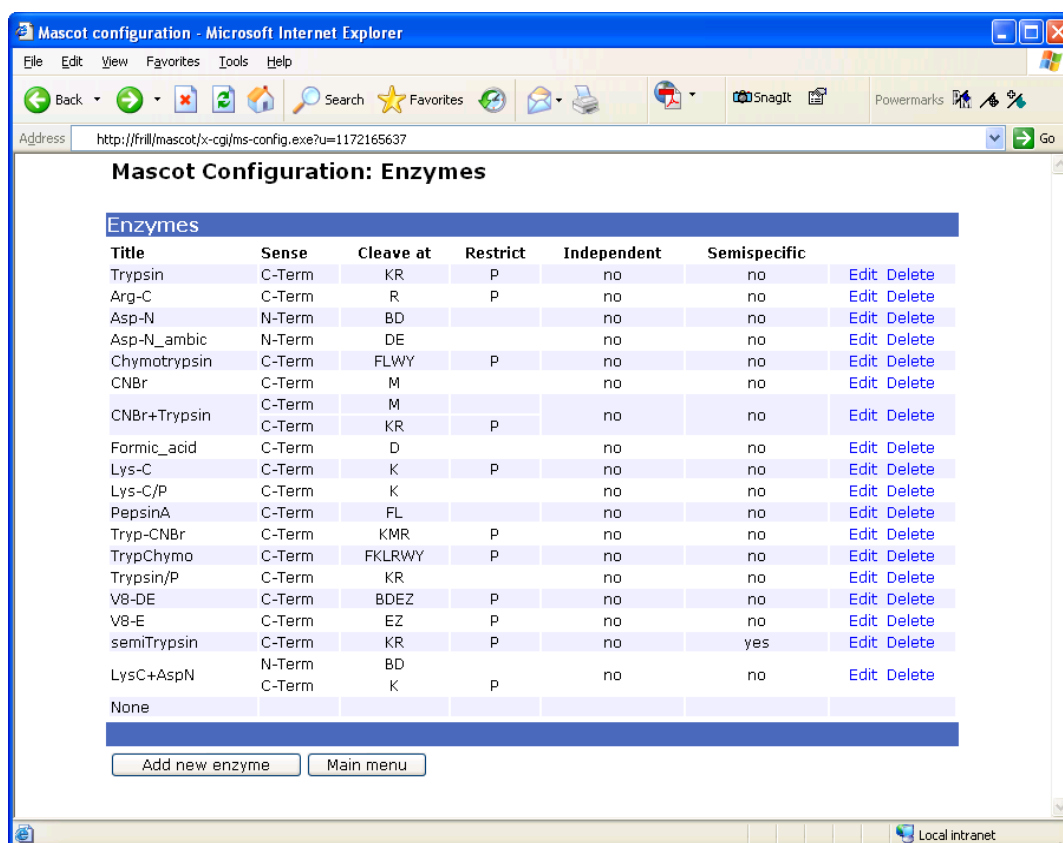 Mascot configuration - Microsoft Internet Explorer
File Edit View Favorites Tools Help
Back Search Favorites SnagIt Powermarks
Address http://frill/mascot/x-cgi/ms-config.exe?u=1172165637 Go
Mascot Configuration: Enzymes
Enzymes
Title Sense Cleave at Restrict Independent Semispecific
Trypsin C-Term KR P no no Edit Delete
Arg-C C-Term R P no no Edit Delete
Asp-N N-Term BD no no Edit Delete
Asp-N_ambic N-Term DE no no Edit Delete
Chymotrypsin C-Term FLWY P no no Edit Delete
CNBr C-Term M no no Edit Delete
C-Term M
CNBr+Trypsin no no Edit Delete
C-Term KR P
Formic_acid C-Term D no no Edit Delete
Lys-C C-Term K P no no Edit Delete
Lys-C/P C-Term K no no Edit Delete
PepsinA C-Term FL no no Edit Delete
Tryp-CNBr C-Term KMR P no no Edit Delete
TrypChymo C-Term FKLRWY P no no Edit Delete
Trypsin/P C-Term KR no no Edit Delete
V8-DE C-Term BDEZ P no no Edit Delete
V8-E C-Term EZ P no no Edit Delete
semiTrypsin C-Term KR P no yes Edit Delete
N-Term BD
LysC+AspN no no Edit Delete
C-Term K P
None
Add new enzyme Main menu
Local intranet